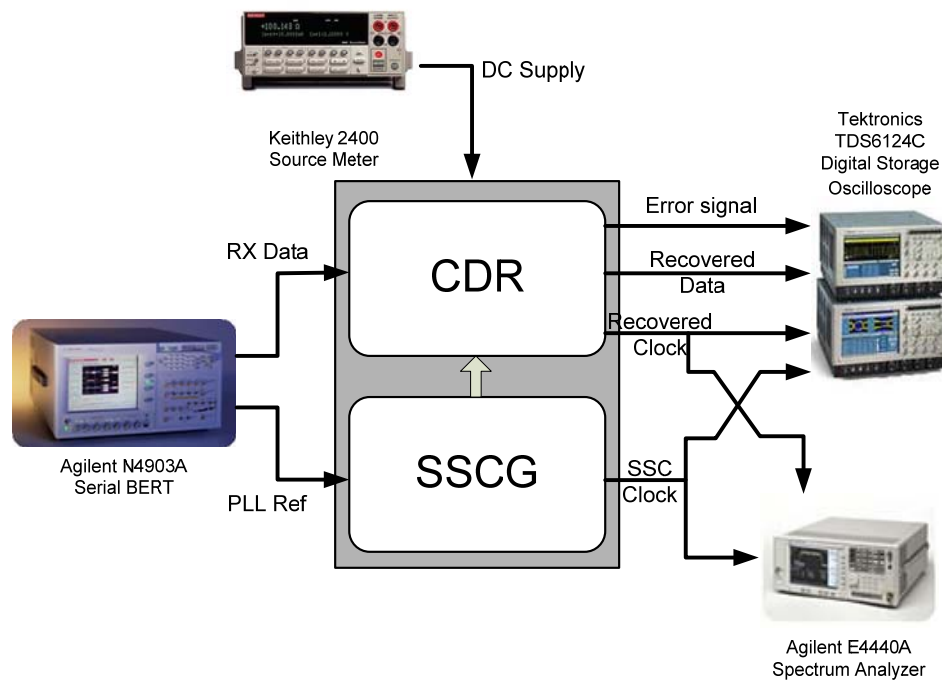 DC Supply
Keithley 2400
Source Meter
Tektronics
TDS6124C
Digital Storage
Oscilloscope
Error signal
RX Data
CDR
Recovered
Data
Recovered
Clock
Agilent N4903A
Serial BERT
PLL Ref
SSCG
SSC
Clock
Agilent E4440A
Spectrum Analyzer